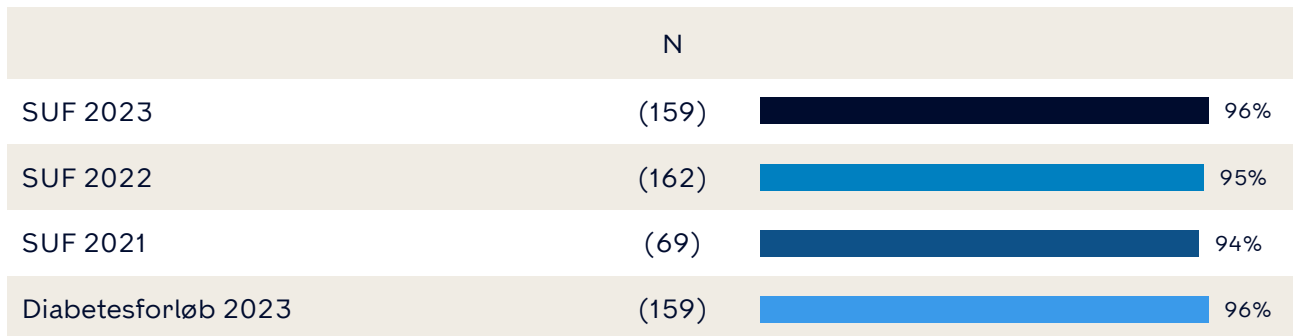 N
SUF 2023 (159) 96%
SUF 2022 (162) 95%
SUF 2021 (69) 94%
Diabetesforløb 2023 (159) 96%